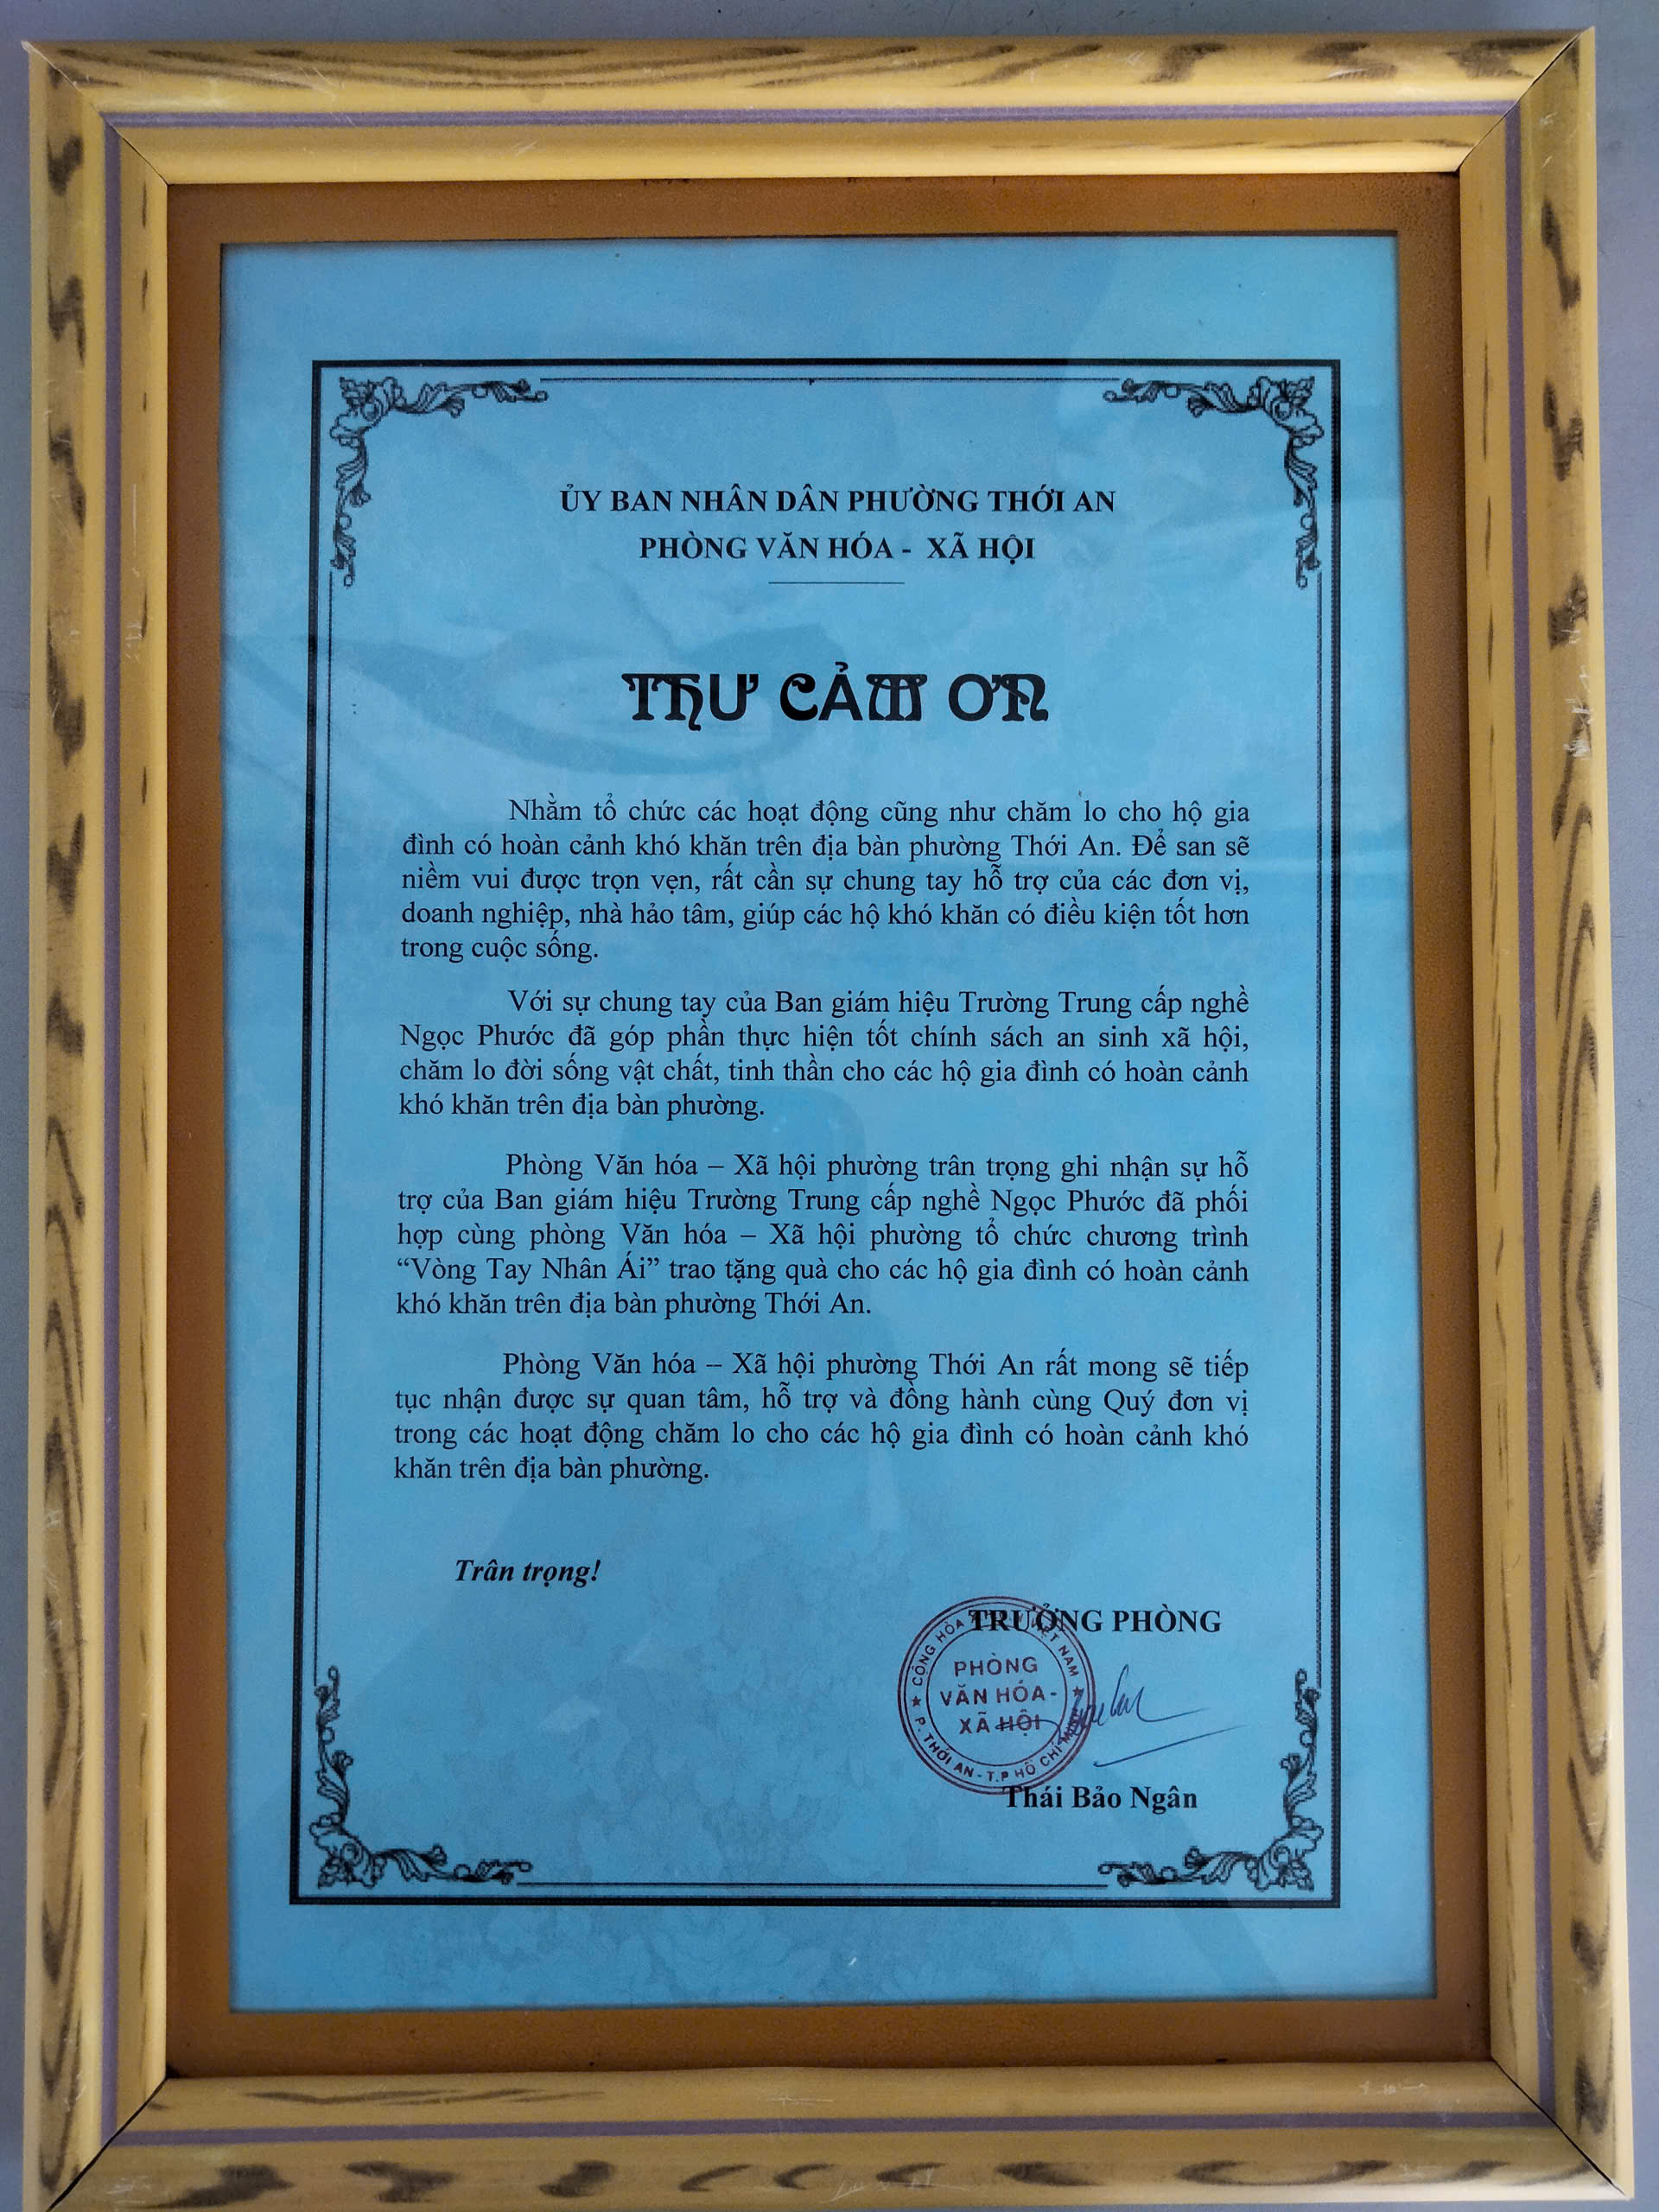 ỦY BAN NHÂN DÂN PHƯỜNG THỚI AN
PHÒNG VĂN HÓA - XÃ HỘI
THƯ CẢM ƠN
Nhằm tổ chức các hoạt động cũng như chăm lo cho hộ gia
đình có hoàn cảnh khó khăn trên địa bàn phường Thới An. Để san sẽ
niềm vui được trọn vẹn, rất cần sự chung tay hỗ trợ của các đơn vị,
doanh nghiệp, nhà hảo tâm, giúp các hộ khó khăn có điều kiện tốt hơn
trong cuộc sống.
Với sự chung tay của Ban giám hiệu Trường Trung cấp nghề
Ngọc Phước đã góp phần thực hiện tốt chính sách an sinh xã hội,
chăm lo đời sống vật chất, tinh thần cho các hộ gia đình có hoàn cảnh
khó khăn trên địa bàn phường.
Phòng Văn hóa – Xã hội phường trân trọng ghi nhận sự hỗ
trợ của Ban giám hiệu Trường Trung cấp nghề Ngọc Phước đã phối
hợp cùng phòng Văn hóa – Xã hội phường tổ chức chương trình
“Vòng Tay Nhân Ái” trao tặng quà cho các hộ gia đình có hoàn cảnh
khó khăn trên địa bàn phường Thới An.
Phòng Văn hóa – Xã hội phường Thới An rất mong sẽ tiếp
tục nhận được sự quan tâm, hỗ trợ và đồng hành cùng Quý đơn vị
trong các hoạt động chăm lo cho các hộ gia đình có hoàn cảnh khó
khăn trên địa bàn phường.
Trân trọng!
TRƯỞNG PHÒNG
CỘNG HÒA VIỆT NAM
PHÒNG
VĂN HÓA-
XÃ HỘI
P. THỚI AN - T.P HỒ CHÍ MINH
Thái Bảo Ngân